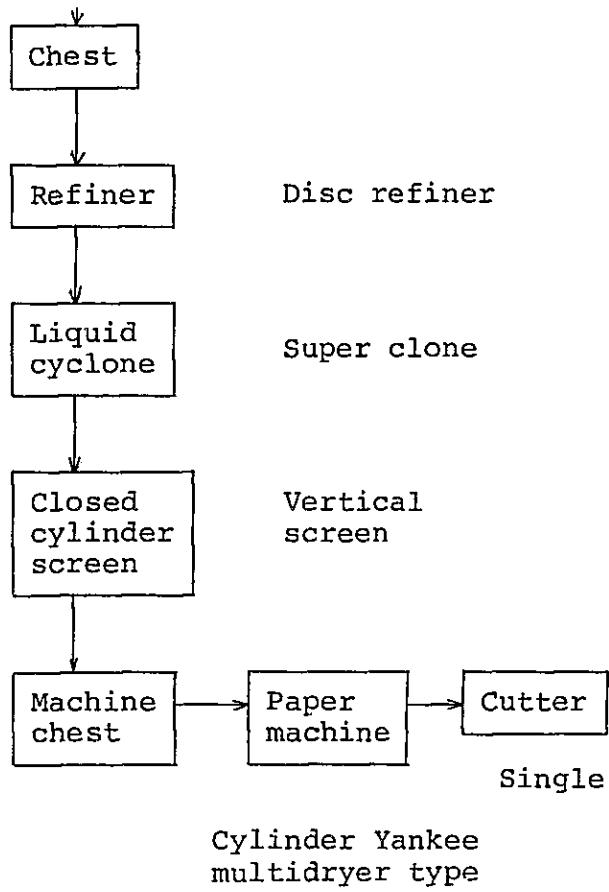 Chest
Refiner
Disc refiner
Liquid
cyclone
Super clone
Closed
cylinder
screen
Vertical
screen
Machine
chest
Paper
machine
Cutter
Single
Cylinder Yankee
multidryer type